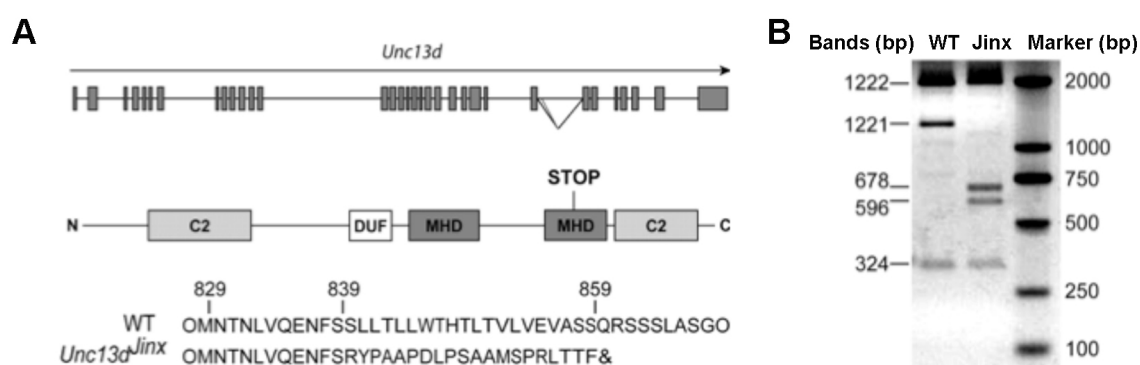 A
Unc13d
STOP
N
C2
DUF
MHD
MHD
C2
C
829 839 859
WT OMNTNLVQENFSSLLTLLWTHTLTVLVEVASSQRSSSLASGO
Unc13dJinx OMNTNLVQENFSRYPAAPDLPSAAMSPRLTTF&
B
Bands (bp) WT Jinx Marker (bp)
1222
1221
678
596
324
2000
1000
750
500
250
100